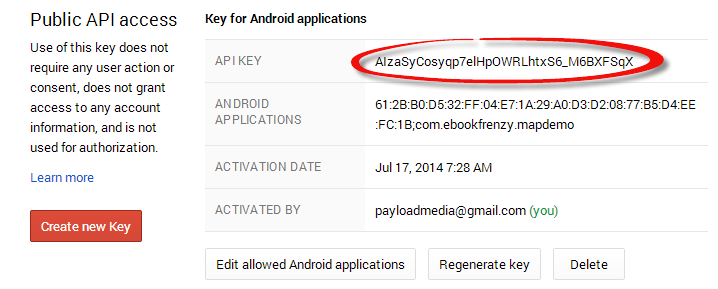 Public API access
Use of this key does not
require any user action or
consent, does not grant
access to any account
information, and is not
used for authorization.
Learn more
Create new Key
Key for Android applications
API KEY
AIzaSyCosyqp7elHpOWRLhtxS6_M6BXFSqX
ANDROID
APPLICATIONS
61:2B:B0:D5:32:FF:04:E7:1A:29:A0:D3:D2:08:77:B5:D4:EE
:FC:1B;com.ebookfrenzy.mapdemo
ACTIVATION DATE
Jul 17, 2014 7:28 AM
ACTIVATED BY
payloadmedia@gmail.com (you)
Edit allowed Android applications
Regenerate key
Delete